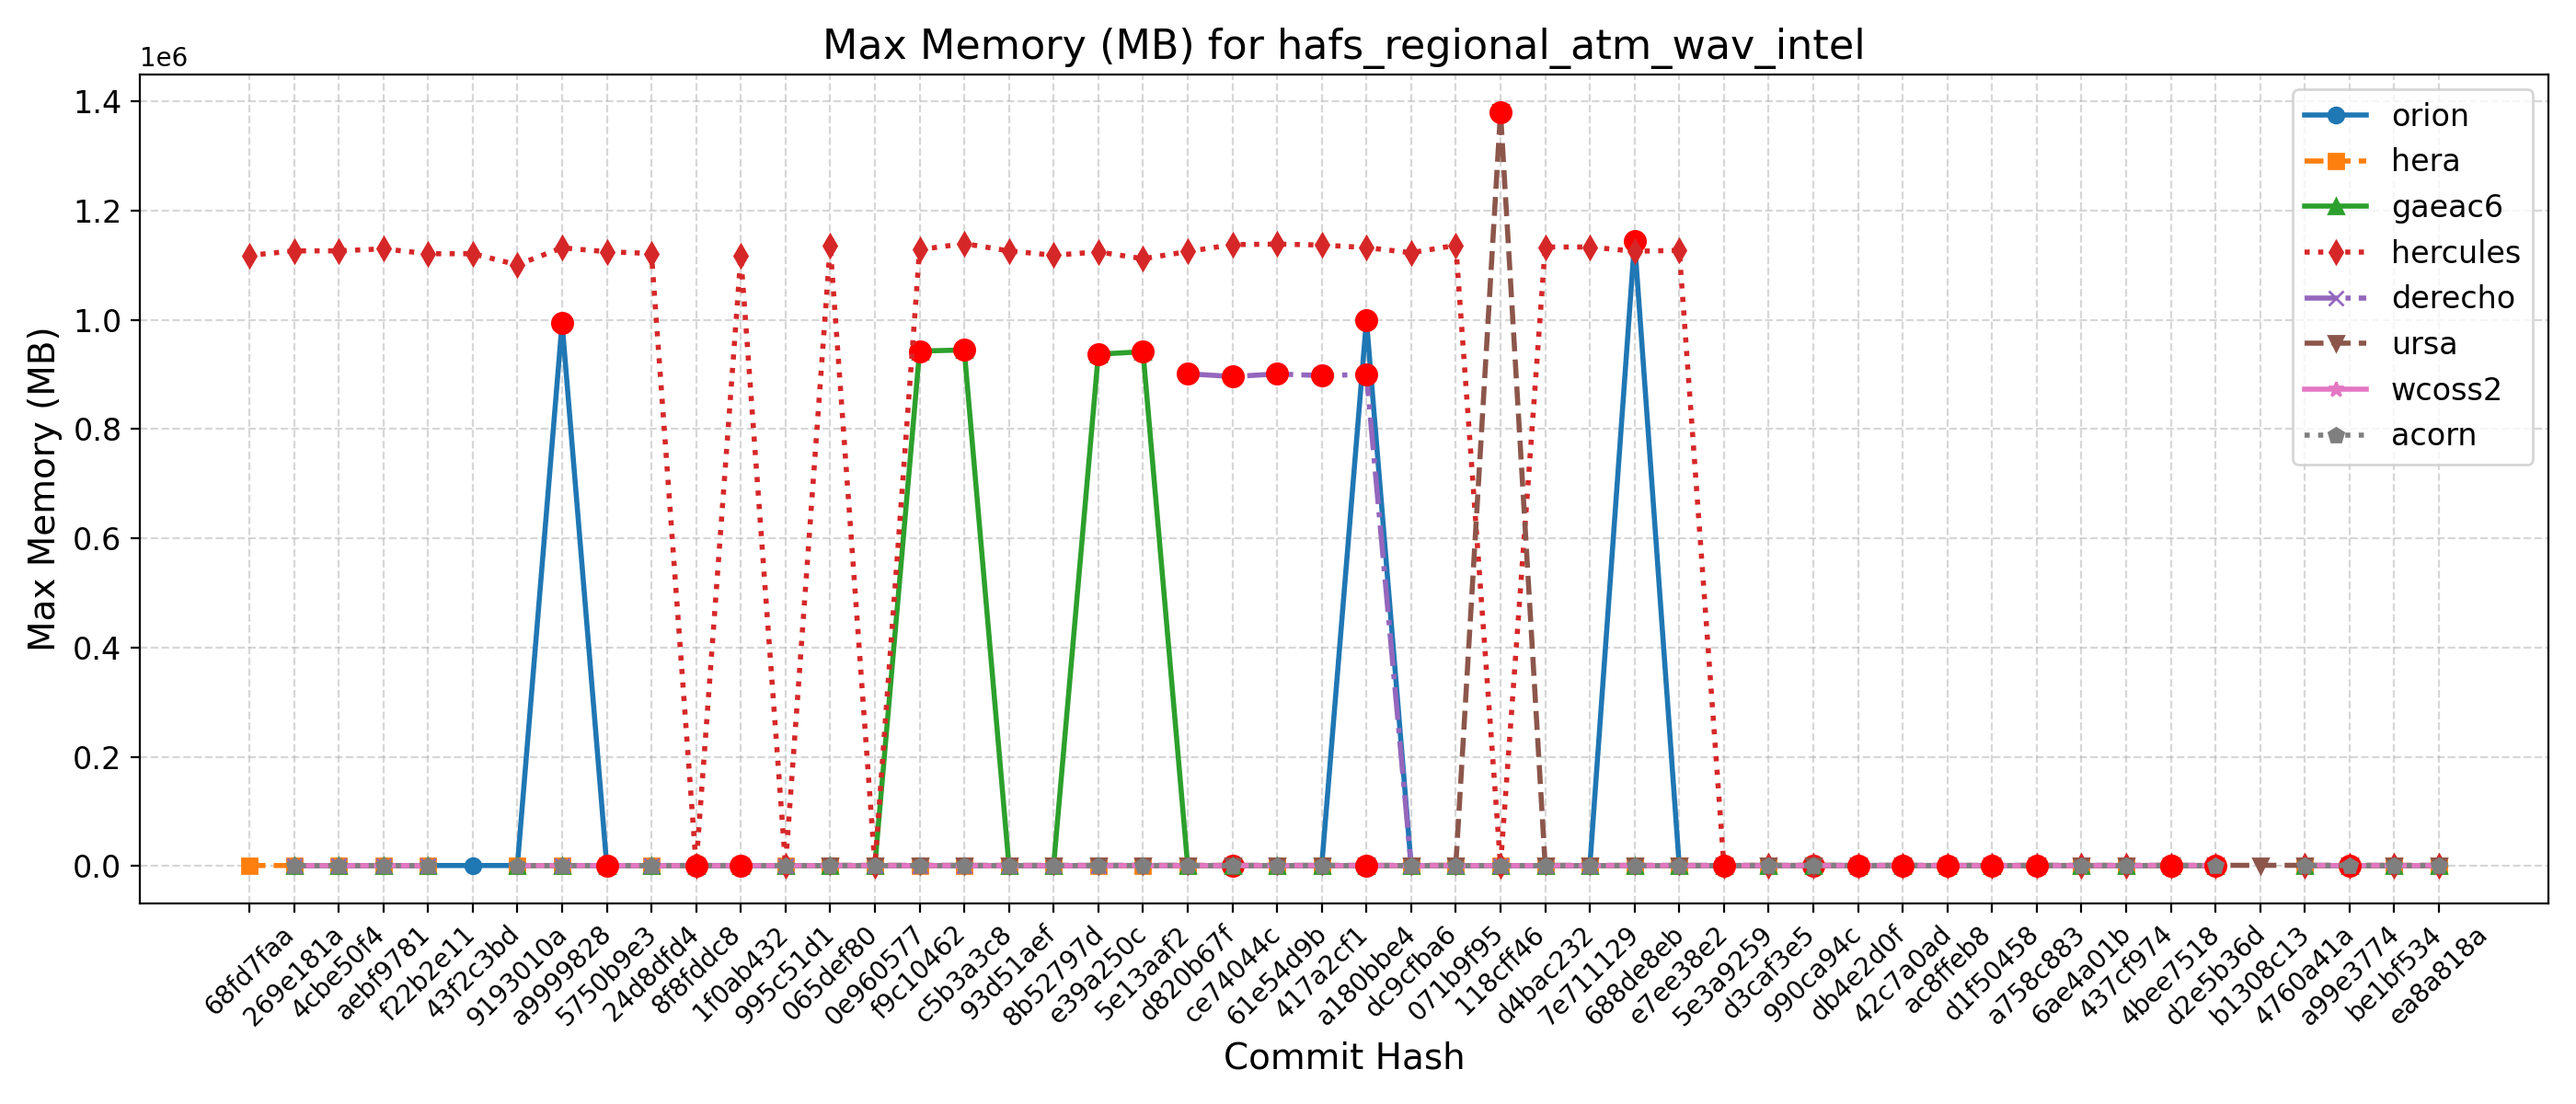 Max Memory (MB) for hafs_regional_atm_wav_intel
1e6
1.4
1.2
1.0
0.8
0.6
0.4
0.2
0.0
Max Memory (MB)
orion
hera
gaeac6
hercules
derecho
ursa
wcoss2
acorn
68fd7faa
269e181a
4cbe50f4
aebf9781
f22b2e11
43f2c3bd
9193010a
a9999828
5750b9e3
24d8dfd4
8f8fddc8
1f0ab432
995c51d1
065def80
0e960577
f9c10462
c5b3a3c8
93d51aef
8b52797d
e39a250c
5e13aaf2
d820b67f
ce74044c
61e54d9b
417a2cf1
a180bbe4
dc9cfba6
071b9f95
118cff46
d4bac232
7e711129
688de8eb
e7ee38e2
5e3a9259
d3caf3e5
990ca94c
db4e2d0f
42c7a0ad
ac8ffeb8
d1f50458
a758c883
6ae4a01b
437cf974
4bee7518
d2e5b36d
b1308c13
4760a41a
a99e3774
be1bf534
ea8a818a
Commit Hash